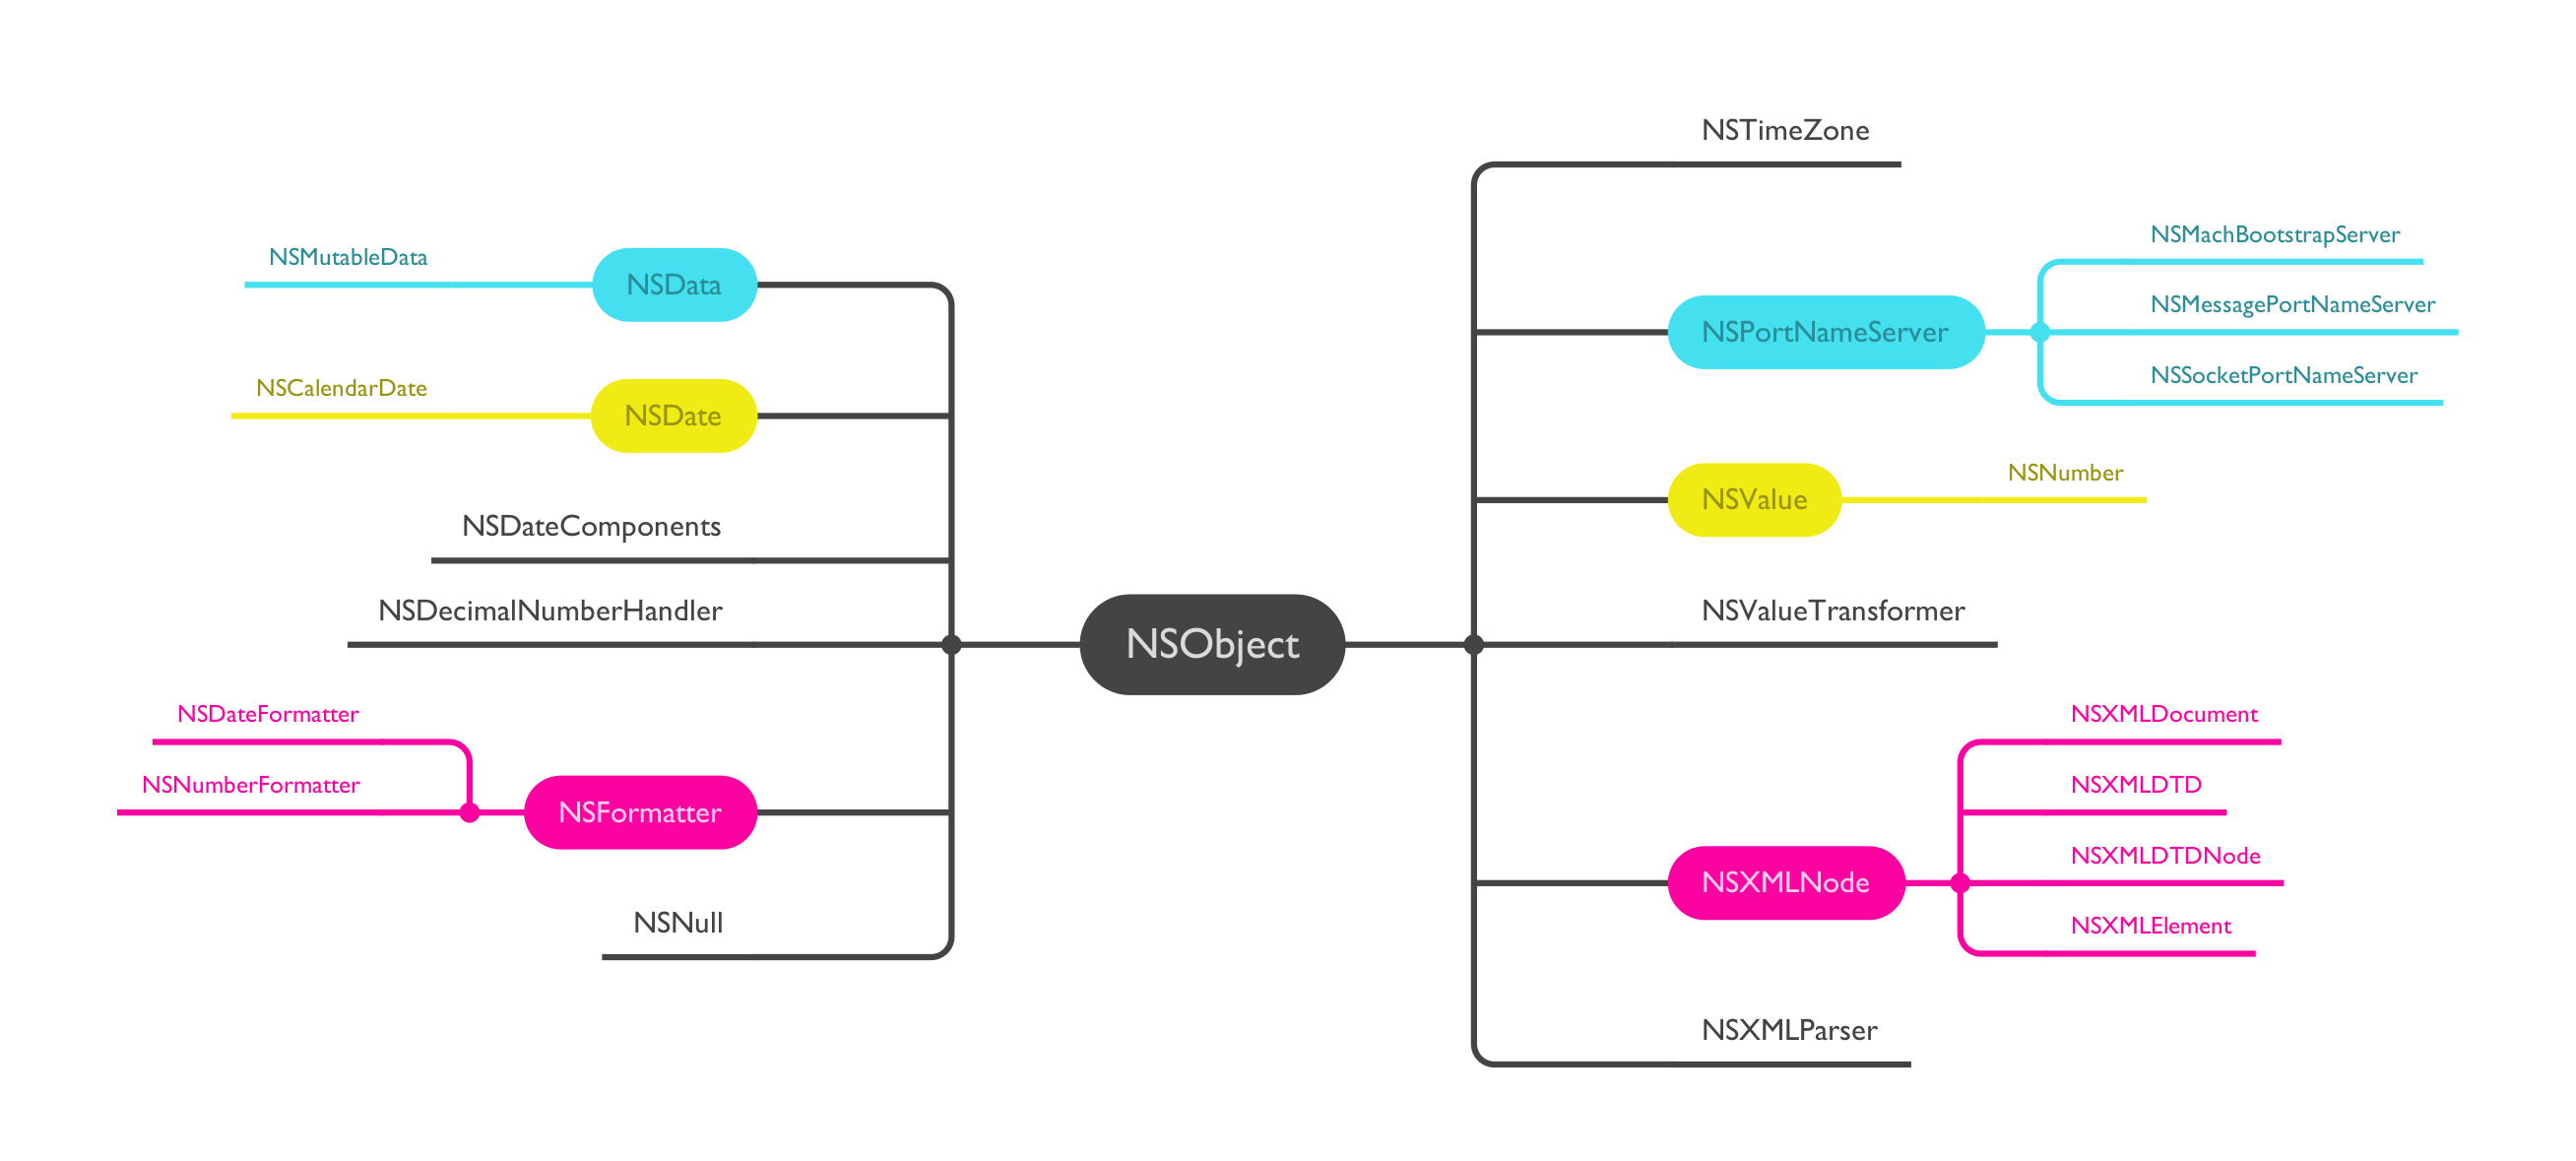 NSObject
NSData
NSMutableData
NSDate
NSCalendarDate
NSDateComponents
NSDecimalNumberHandler
NSFormatter
NSDateFormatter
NSNumberFormatter
NSNull
NSTimeZone
NSPortNameServer
NSMachBootstrapServer
NSMessagePortNameServer
NSSocketPortNameServer
NSValue
NSNumber
NSValueTransformer
NSXMLNode
NSXMLDocument
NSXMLDTD
NSXMLDTDNode
NSXMLElement
NSXMLParser